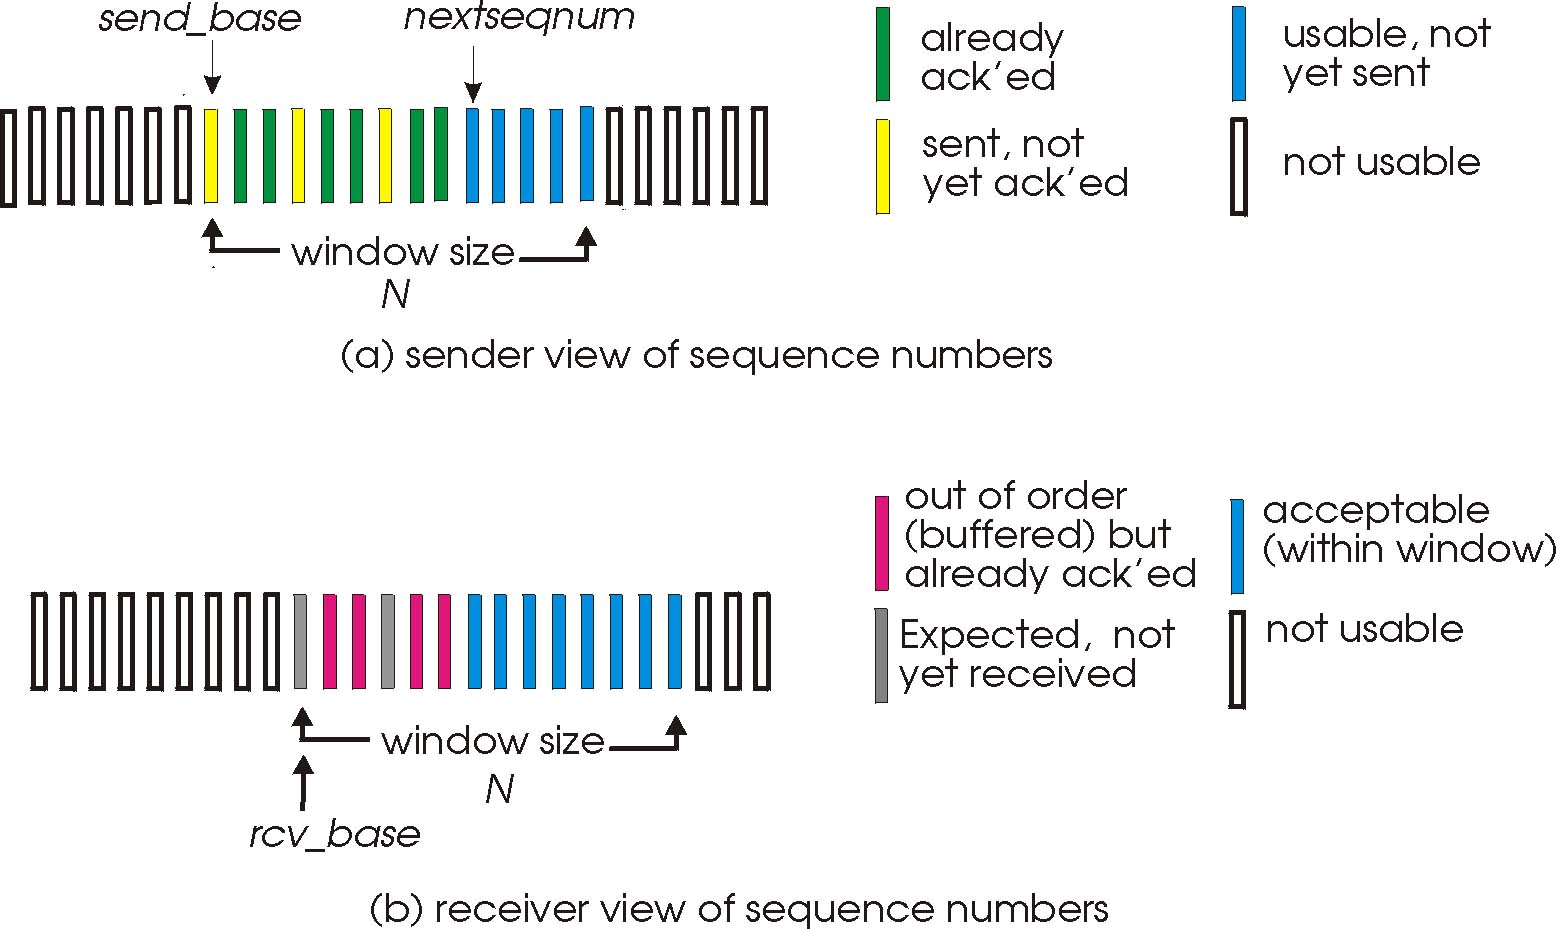 send_base
nextseqnum
already
ack'ed
usable, not
yet sent
sent, not
yet ack'ed
not usable
window size
N
(a) sender view of sequence numbers
out of order
(buffered) but
already ack'ed
acceptable
(within window)
Expected, not
yet received
not usable
window size
N
rcv_base
(b) receiver view of sequence numbers